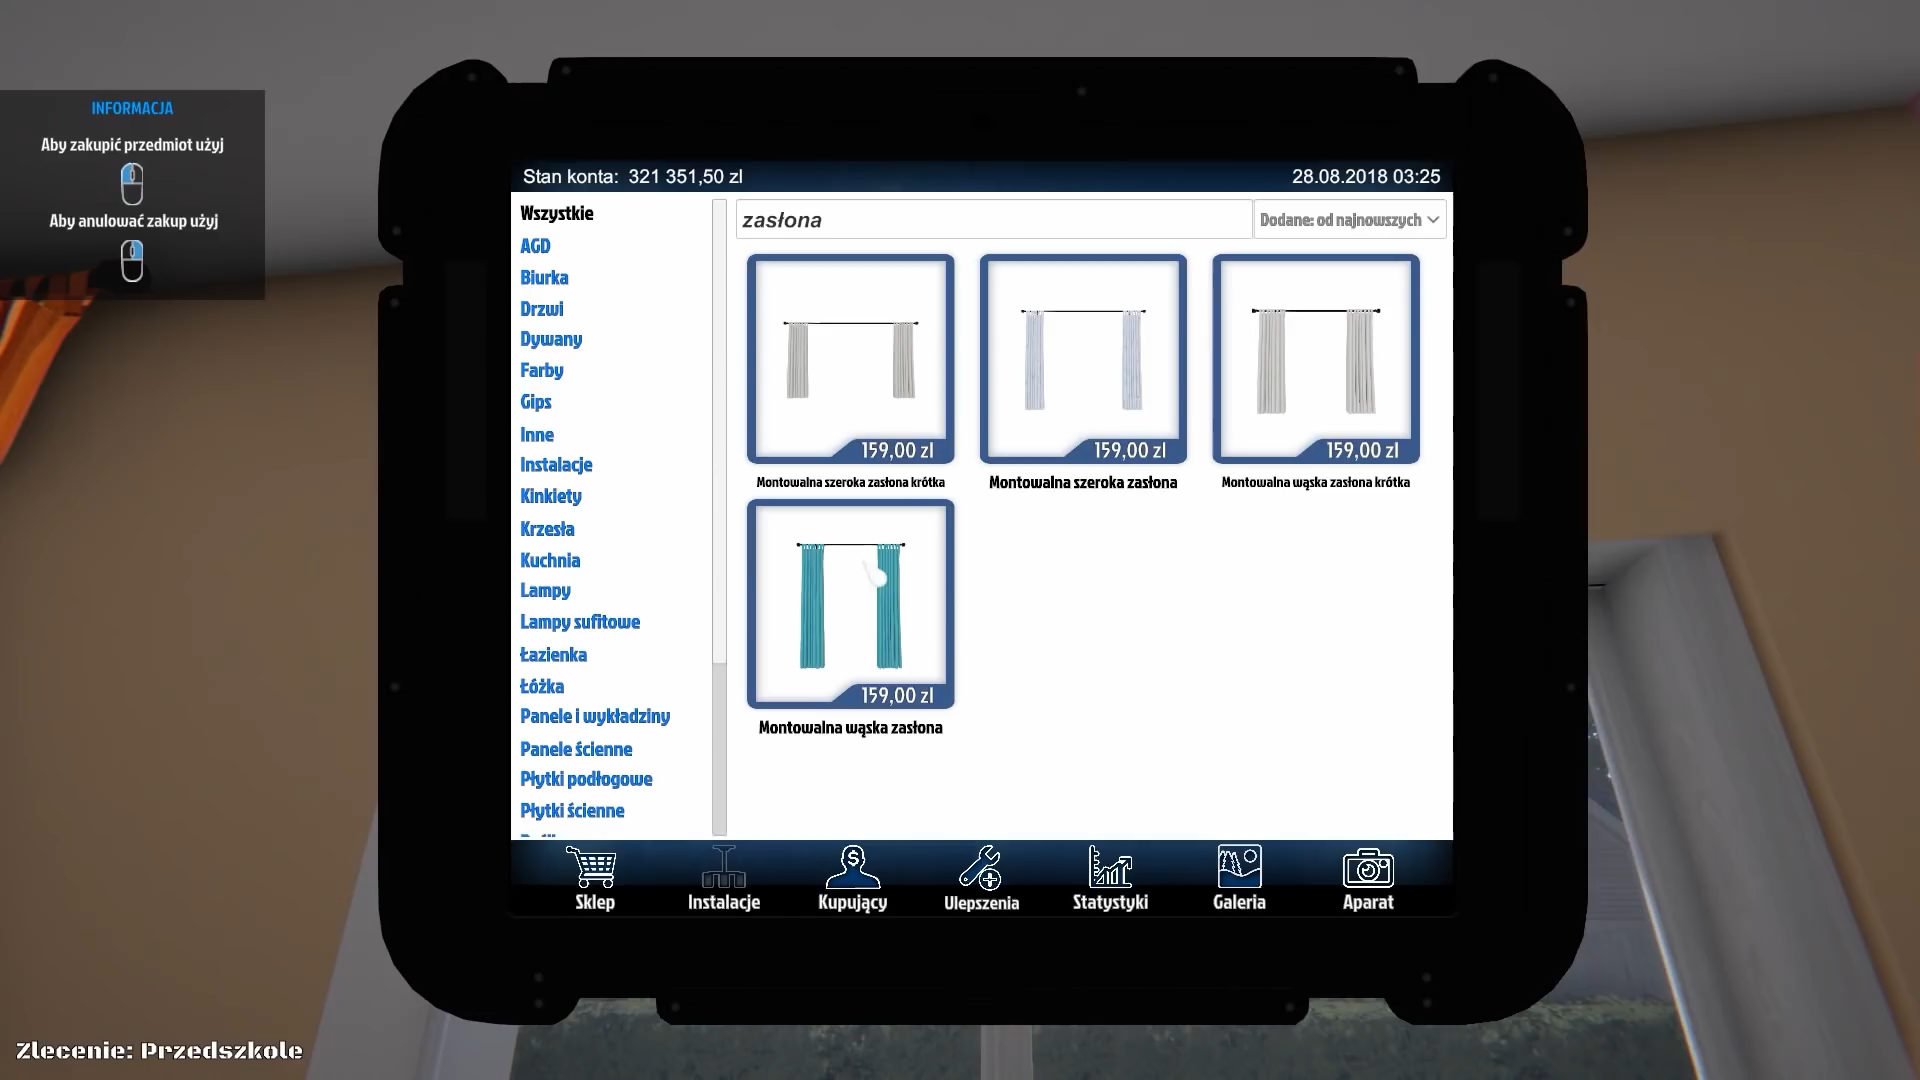 INFORMACJA
Aby zakupić przedmiot użyj
Aby anulować zakup użyj
Stan konta: 321 351,50 zl
28.08.2018 03:25
Wszystkie
AGD
Biurka
Drzwi
Dywany
Farby
Gips
Inne
Instalacje
Kinkiety
Krzesła
Kuchnia
Lampy
Lampy sufitowe
Łazienka
Łóżka
Panele i wykładziny
Panele ścienne
Płytki podłogowe
Płytki ścienne
zasłona
Dodane: od najnowszych
159,00 zl
159,00 zl
159,00 zl
Montowalna szeroka zasłona krótka
Montowalna szeroka zasłona
Montowalna wąska zasłona krótka
159,00 zl
Montowalna wąska zasłona
Sklep
Instalacje
Kupujący
Ulepszenia
Statystyki
Galeria
Aparat
Zlecenie: Przedszkole